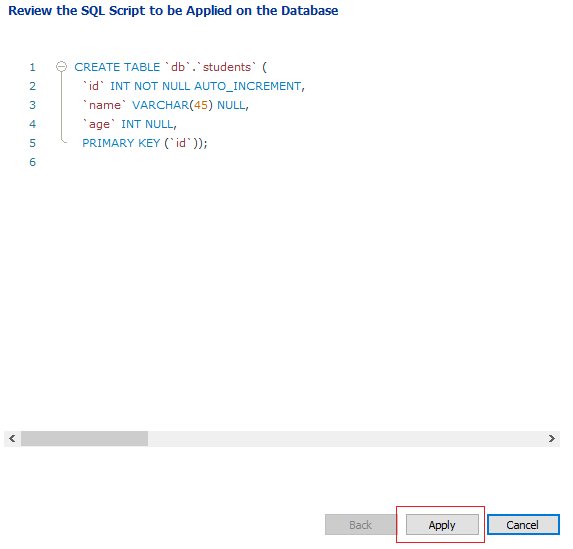 Review the SQL Script to be Applied on the Database
1 CREATE TABLE `db`.`students` (
2 `id` INT NOT NULL AUTO_INCREMENT,
3 `name` VARCHAR(45) NULL,
4 `age` INT NULL,
5 PRIMARY KEY (`id`));
6
Back Apply Cancel